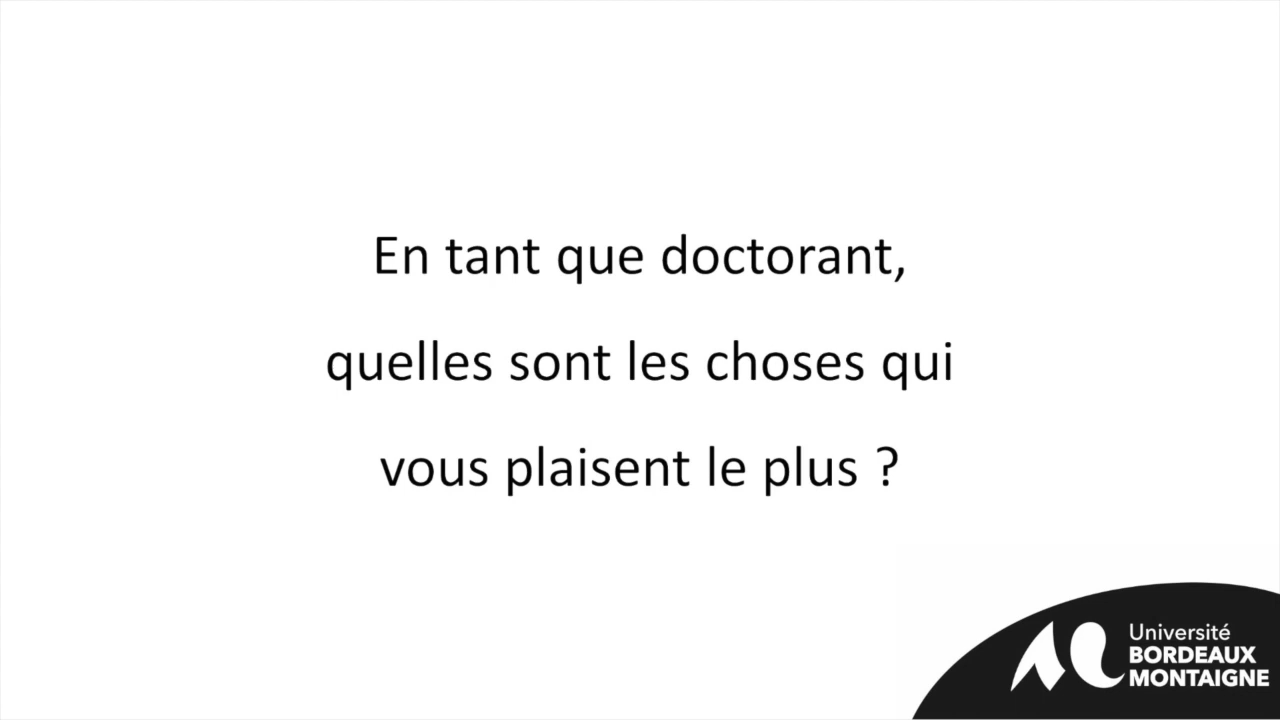 En tant que doctorant,
quelles sont les choses qui
vous plaisent le plus ?
Université
BORDEAUX
MONTAIGNE